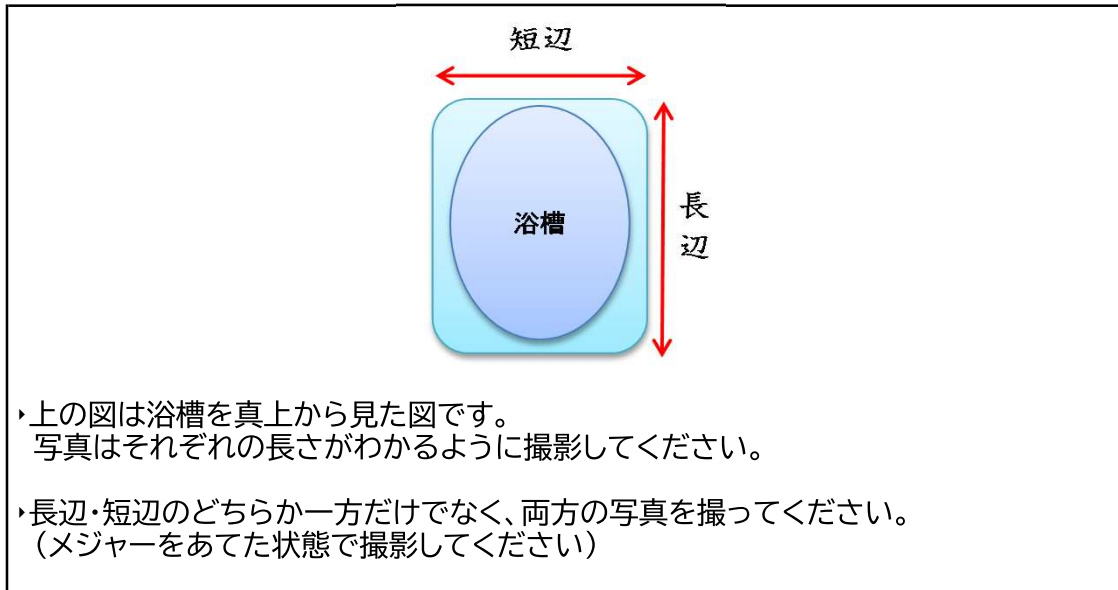 短辺
長辺
浴槽
‣上の図は浴槽を真上から見た図です。
写真はそれぞれの長さがわかるように撮影してください。
‣長辺・短辺のどちらか一方だけでなく、両方の写真を撮ってください。
（メジャーをあてた状態で撮影してください）